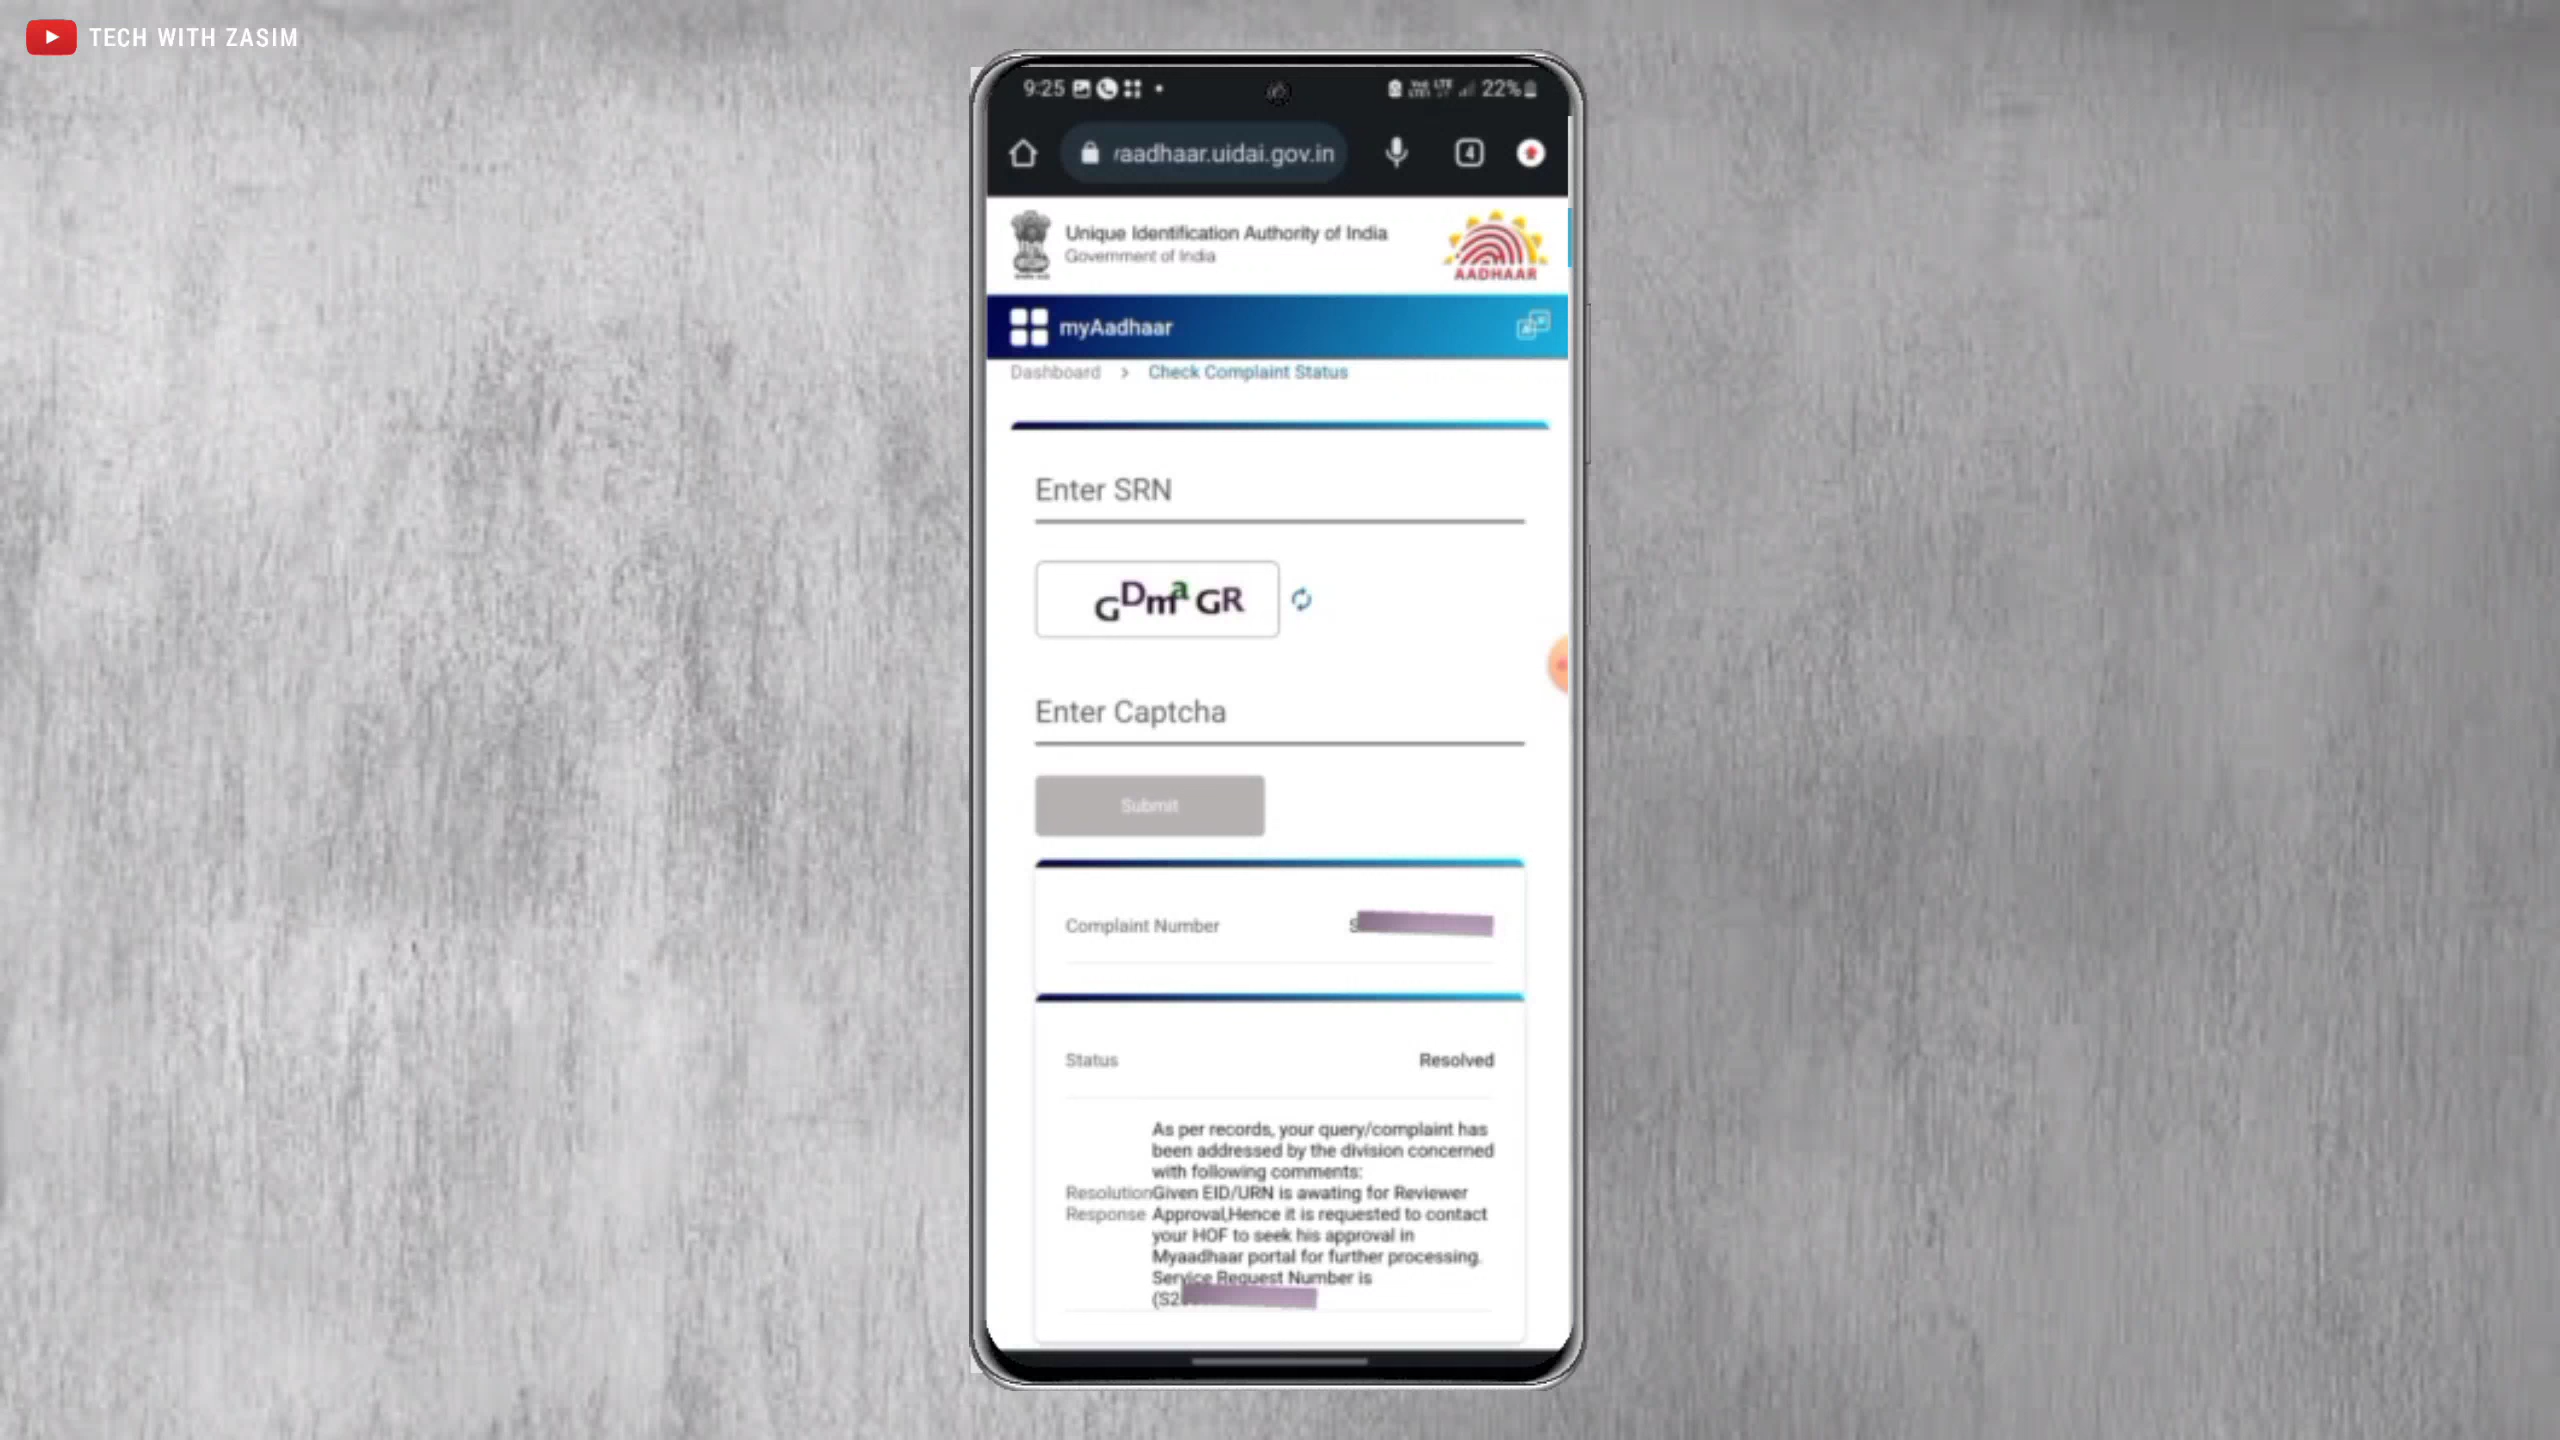 TECH WITH ZASIM
9:25
22%
raadhaar.uidai.gov.in
4
Unique Identification Authority of India
Government of India
AADHAAR
myAadhaar
Dashboard > Check Complaint Status
Enter SRN
GDmaGR
Enter Captcha
Submit
Complaint Number S
Status Resolved
As per records, your query/complaint has
been addressed by the division concerned
with following comments:
Resolution Given EID/URN is awating for Reviewer
Response Approval,Hence it is requested to contact
your HOF to seek his approval in
Myaadhaar portal for further processing.
Service Request Number is
(S2